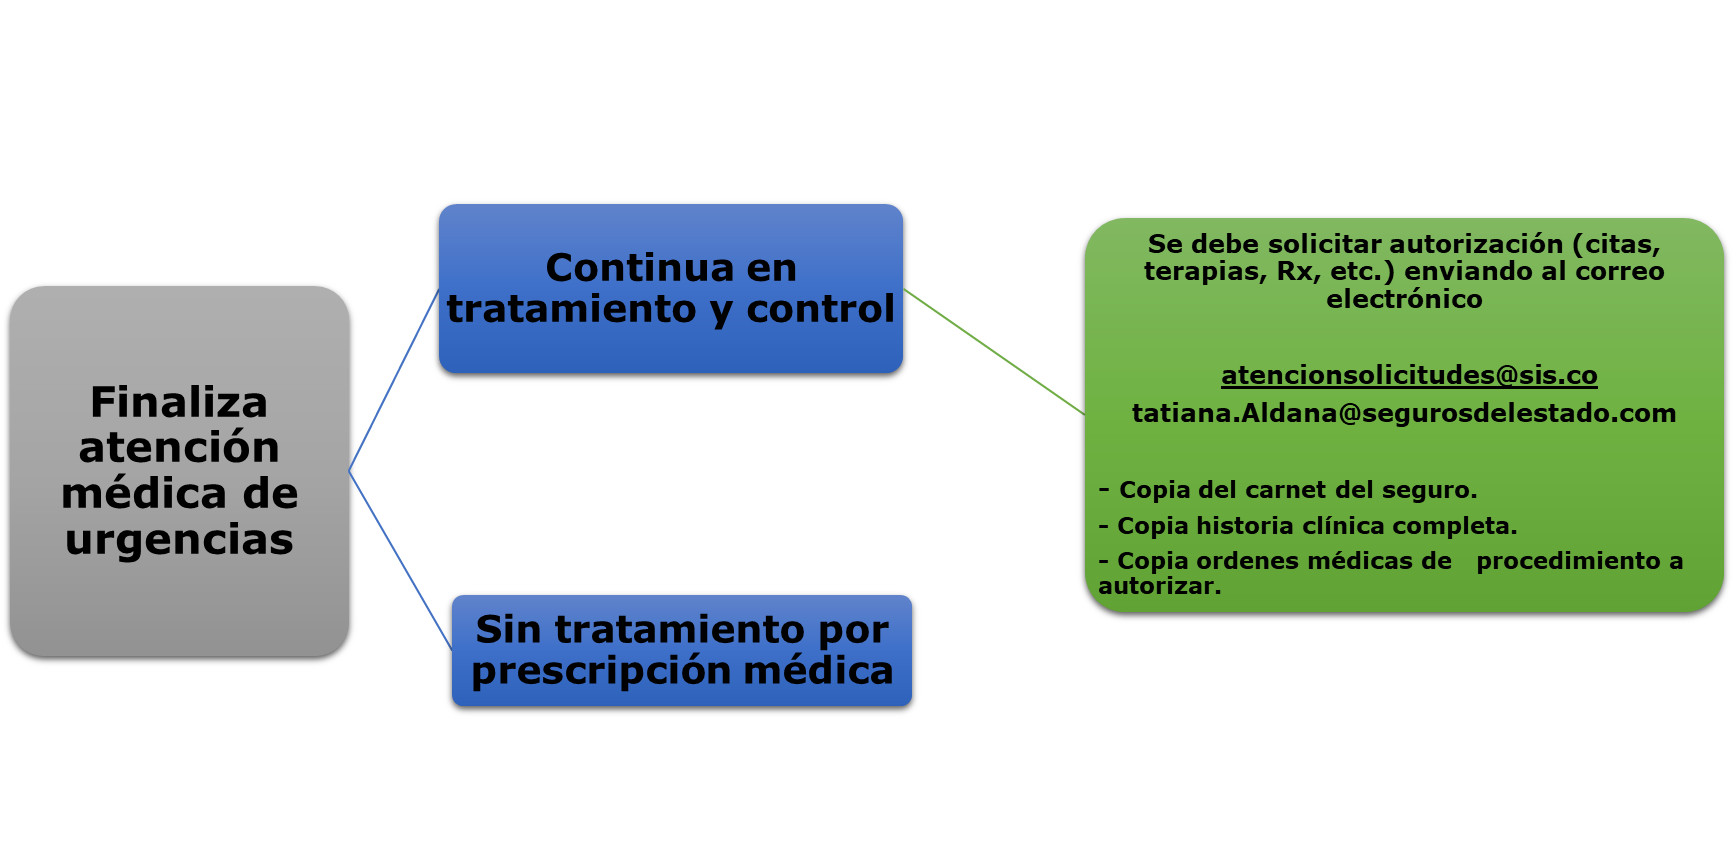 Finaliza
atención
médica de
urgencias
Continua en
tratamiento y control
Sin tratamiento por
prescripción médica
Se debe solicitar autorización (citas,
terapias, Rx, etc.) enviando al correo
electrónico
atencionsolicitudes@sis.co
tatiana.Aldana@segurosdelestado.com
- Copia del carnet del seguro.
- Copia historia clínica completa.
- Copia ordenes médicas de   procedimiento a
autorizar.